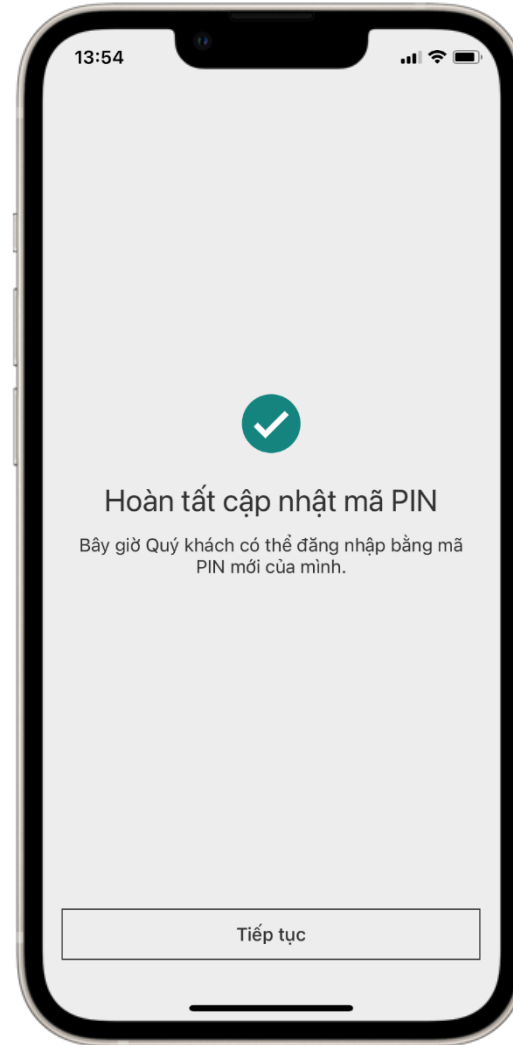 13:54
Hoàn tất cập nhật mã PIN
Bây giờ Quý khách có thể đăng nhập bằng mã
PIN mới của mình.
Tiếp tục